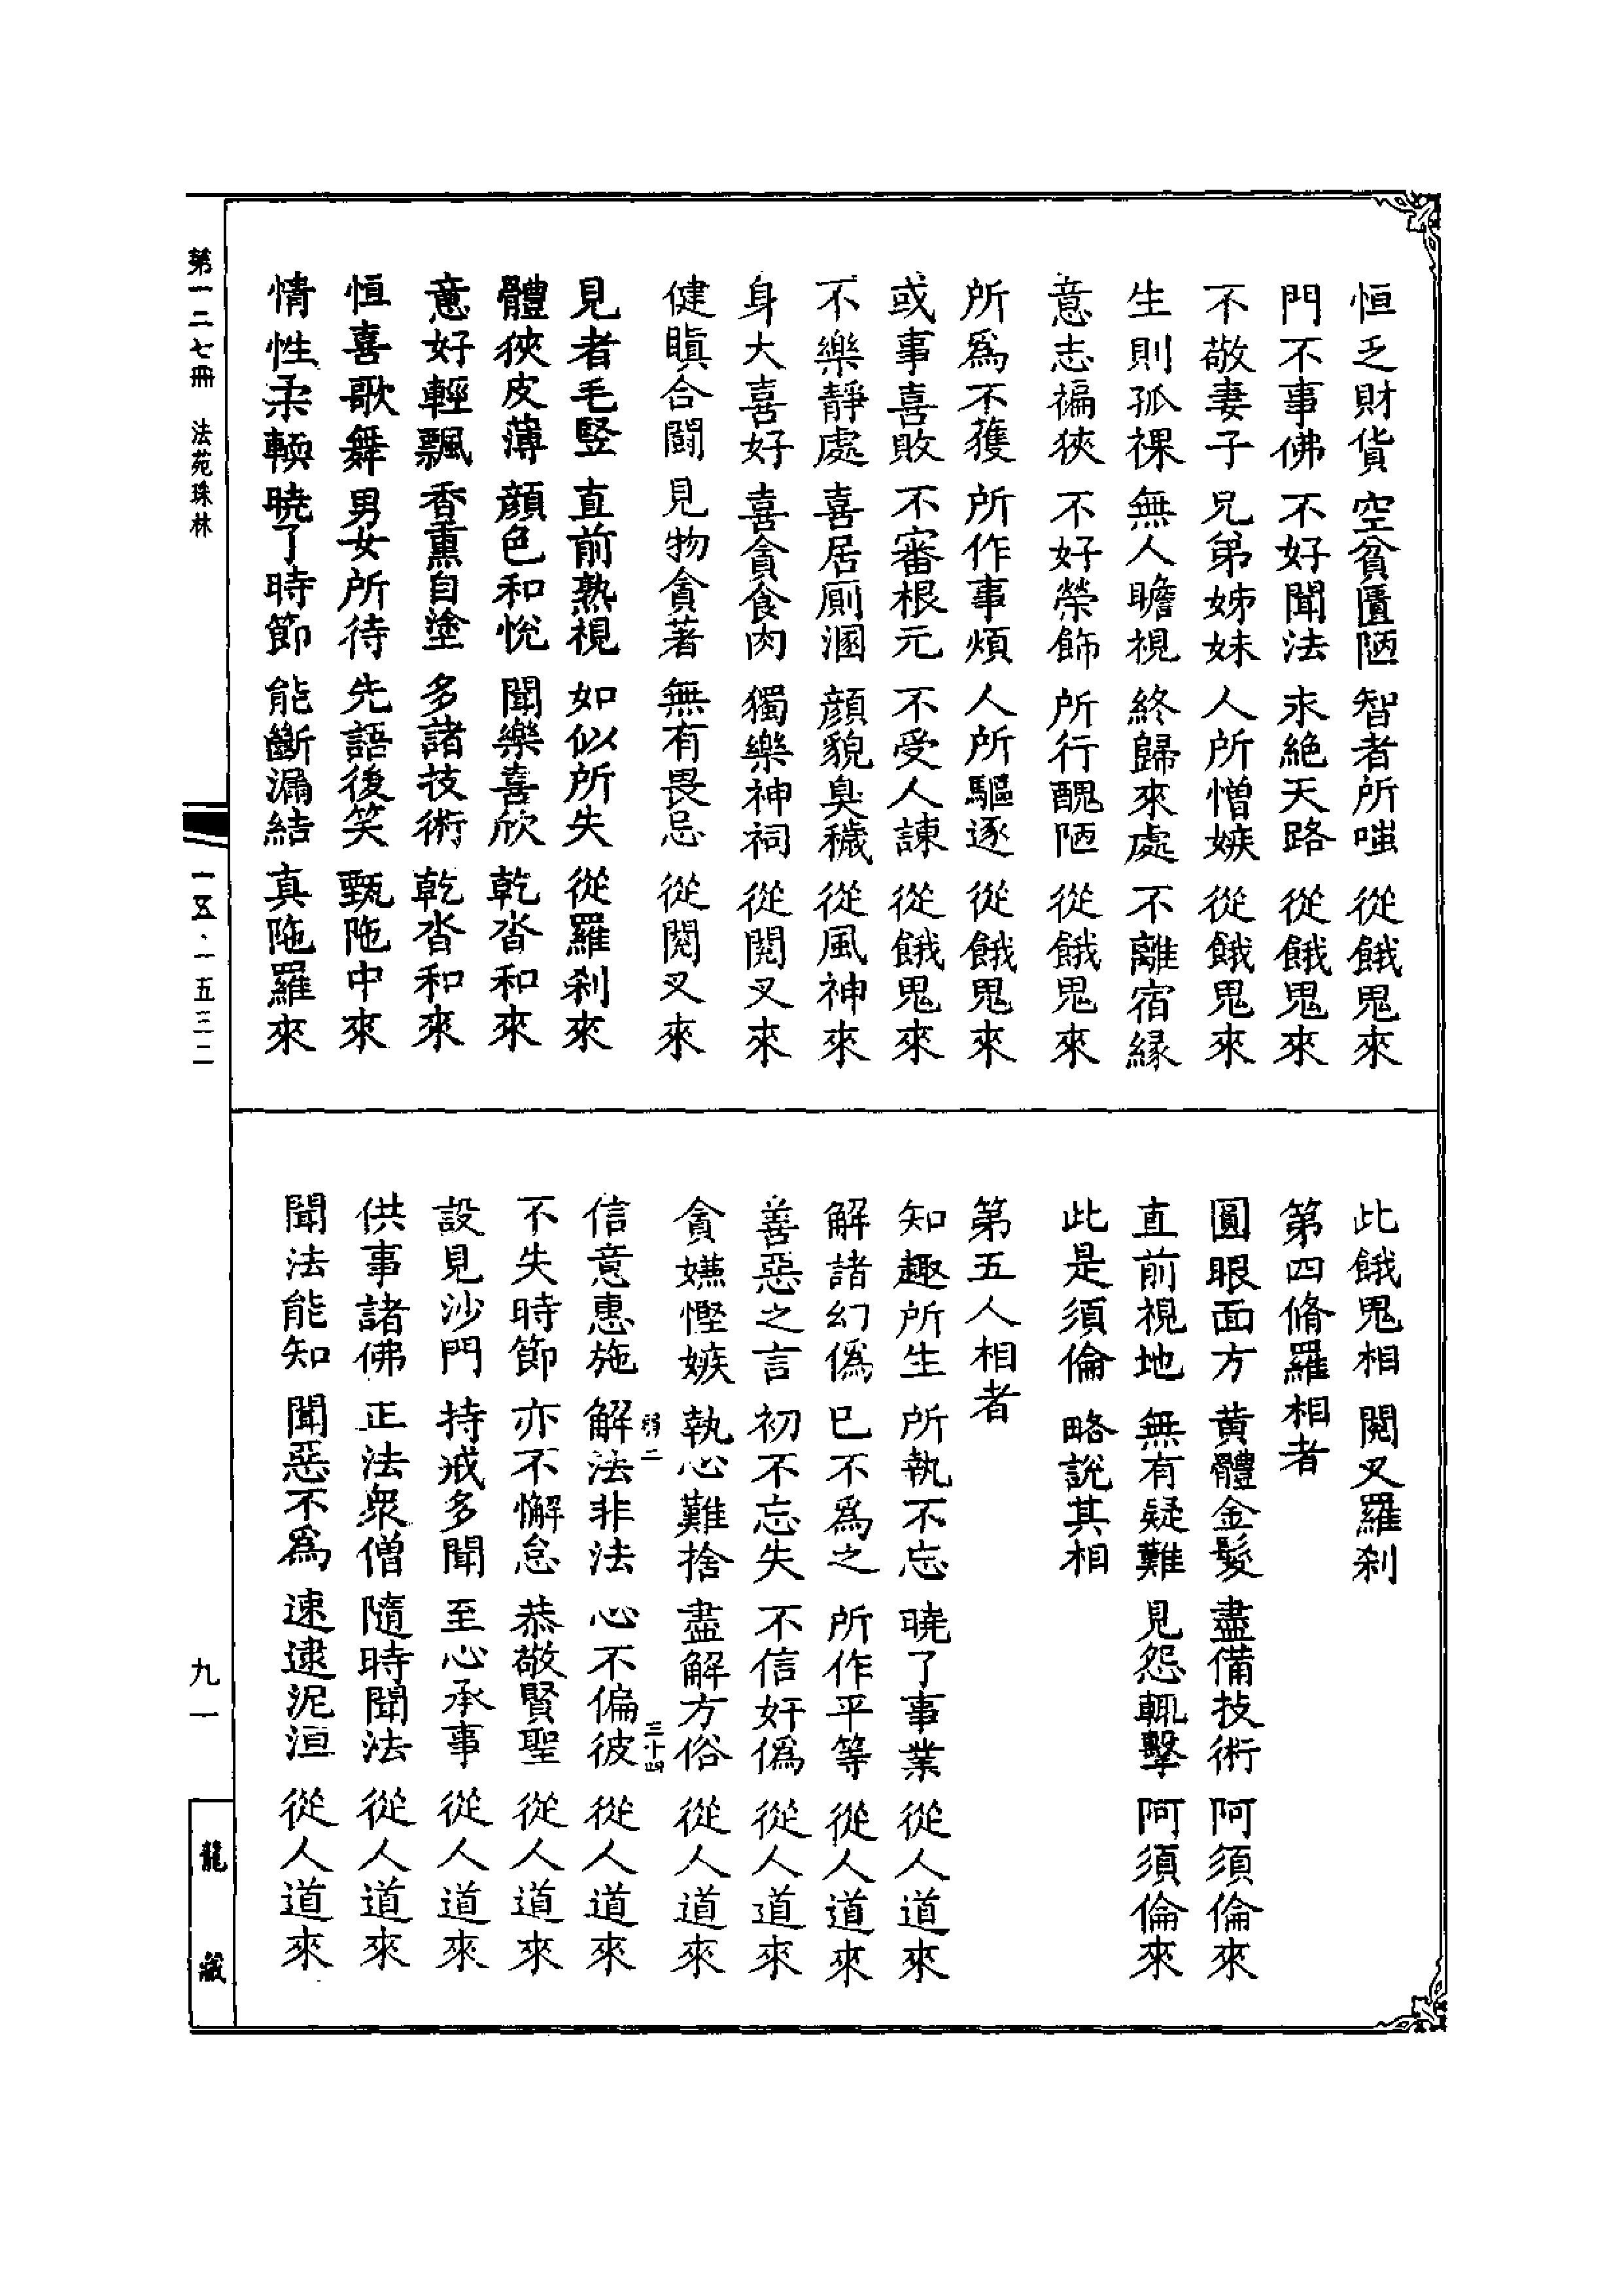 恒乏財貨 空貧匱陋 智者所嗤 從餓鬼來
門不事佛 不好聞法 永絶天路 從餓鬼來
不敬妻子 兄弟姊妹 人所憎嫉 從餓鬼來
生則孤裸 無人瞻視 終歸來處 不離宿緣
意志褊狹 不好榮飾 所行醜陋 從餓鬼來
所爲不獲 所作事煩 人所驅逐 從餓鬼來
或事喜敗 不審根元 不受人諫 從餓鬼來
不樂靜處 喜居廁溷 顏貌臭穢 從風神來
身大喜好 喜貪食肉 獨樂神祠 從閱叉來
健瞋合鬪 見物貪著 無有畏忌 從閱叉來
見者毛竪 直前熟視 如似所失 從羅剎來
體狹皮薄 顏色和悅 聞樂喜欣 乾沓和來
意好輕飄 香熏自塗 多諸技術 乾沓和來
恒喜歌舞 男女所待 先語後笑 甄陁中來
情性柔輭 曉了時節 能斷漏結 真陁羅來
此餓鬼相 閱叉羅剎
第四脩羅相者
圓眼面方 黄體金髮 盡備技術 阿須倫來
直前視地 無有疑難 見怨輒擊 阿須倫來
此是須倫 略說其相
第五人相者
知趣所生 所執不忘 曉了事業 從人道來
解諸幻僞 已不爲之 所作平等 從人道來
善惡之言 初不忘失 不信奸僞 從人道來
貪嫌慳嫉 執心難捨 盡解方俗 從人道來
弱二 三十四
信意惠施 解法非法 心不偏彼 從人道來
不失時節 亦不懈怠 恭敬賢聖 從人道來
設見沙門 持戒多聞 至心承事 從人道來
供事諸佛 正法衆僧 隨時聞法 從人道來
聞法能知 聞惡不爲 速逮泥洹 從人道來
第一二七冊 法苑珠林
一五·一五三二
九一
龍藏